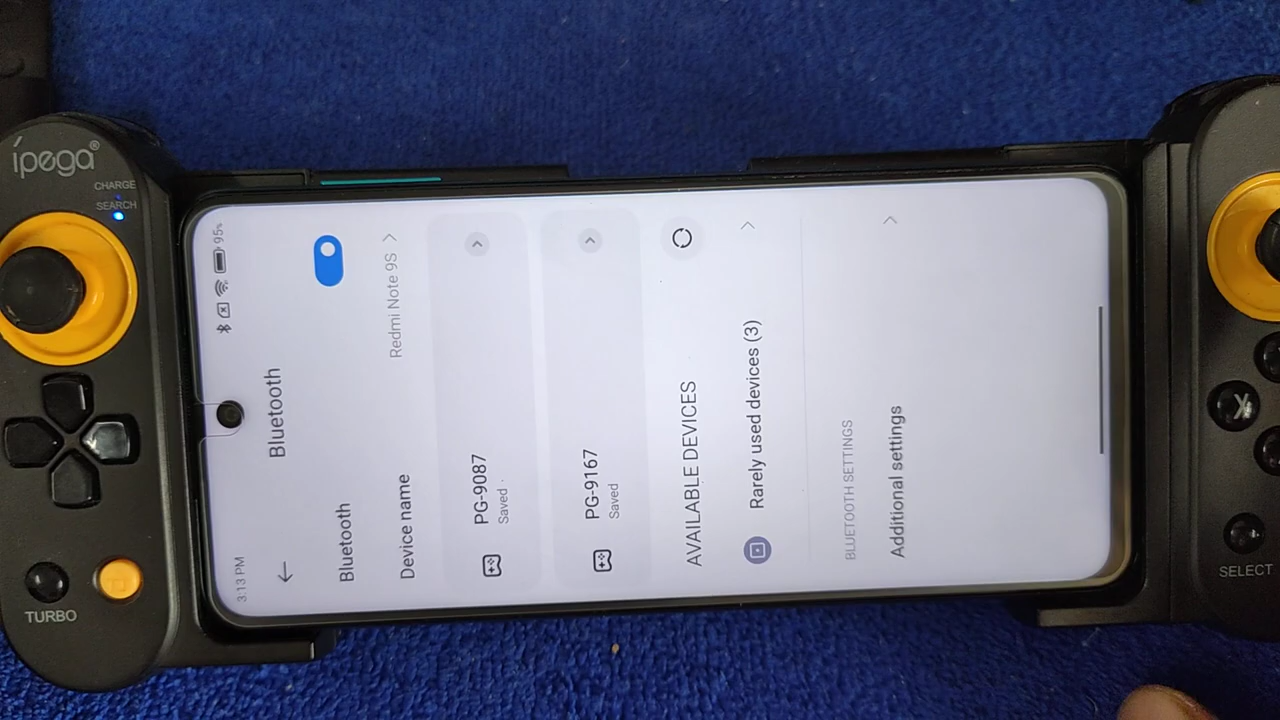 ípega®
CHARGE
SEARCH
TURBO
3:13 PM
95%
Bluetooth
Bluetooth
Device name
Redmi Note 9S
PG-9087
Saved
PG-9167
Saved
AVAILABLE DEVICES
Rarely used devices (3)
BLUETOOTH SETTINGS
Additional settings
X
SELECT